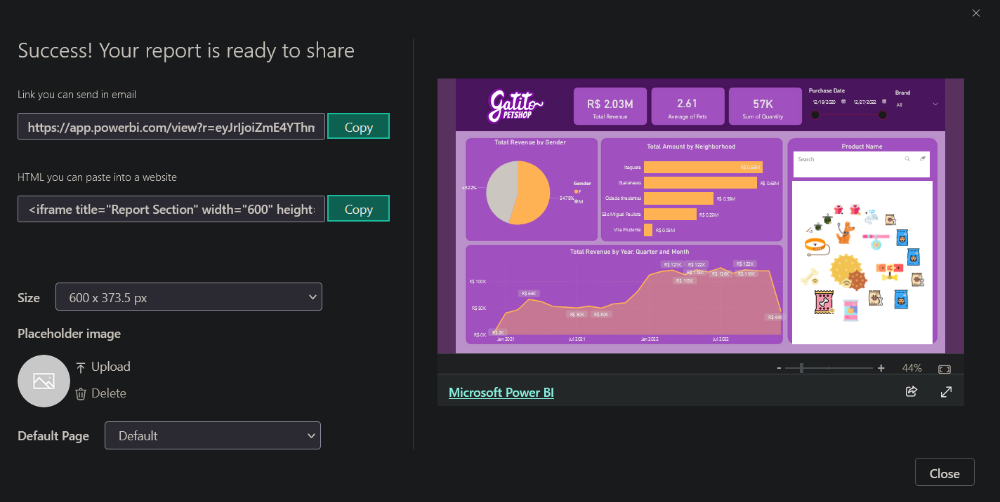 Success! Your report is ready to share
Link you can send in email
https://app.powerbi.com/view?r=eyJrIjoiZmE4YThm
Copy
HTML you can paste into a website
<iframe title="Report Section" width="600" height=
Copy
Size
600 x 373.5 px
Placeholder image
Upload
Delete
Default Page
Default
Gatito
PETSHOP
R$ 2.03M
Total Revenue
2.61
Average of Pets
57K
Sum of Quantity
Purchase Date
12/19/2020
12/27/2022
Brand
All
Total Revenue by Gender
45.22%
54.78%
Gender
F
M
Total Amount by Neighborhood
Itaquera
R$ 0.66M
Guaianases
R$ 0.63M
Cidade tiradentes
R$ 0.39M
São Miguel Paulista
R$ 0.29M
Vila Prudente
R$ 0.05M
Product Name
Search
Total Revenue by Year, Quarter and Month
R$ 100K
R$ 50K
R$ 0K
R$ 2K
R$ 66K
R$ 50K
R$ 50K
R$ 121K
R$ 122K
R$ 113K
R$ 126K
R$ 122K
R$ 116K
R$ 44K
Jan 2021
Jul 2021
Jan 2022
Jul 2022
-
+
44%
Microsoft Power BI
Close